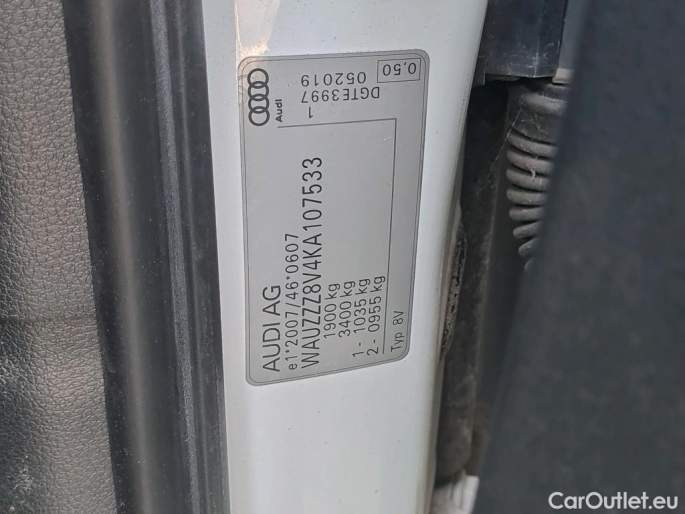 AUDI AG
e1*2007/46*0607
WAUZZZ8V4KA107533
1900 kg
3400 kg
1- 1035 kg
2- 0955 kg
Typ 8V
Audi
1
DGTE3997
052019
0.50
CarOutlet.eu